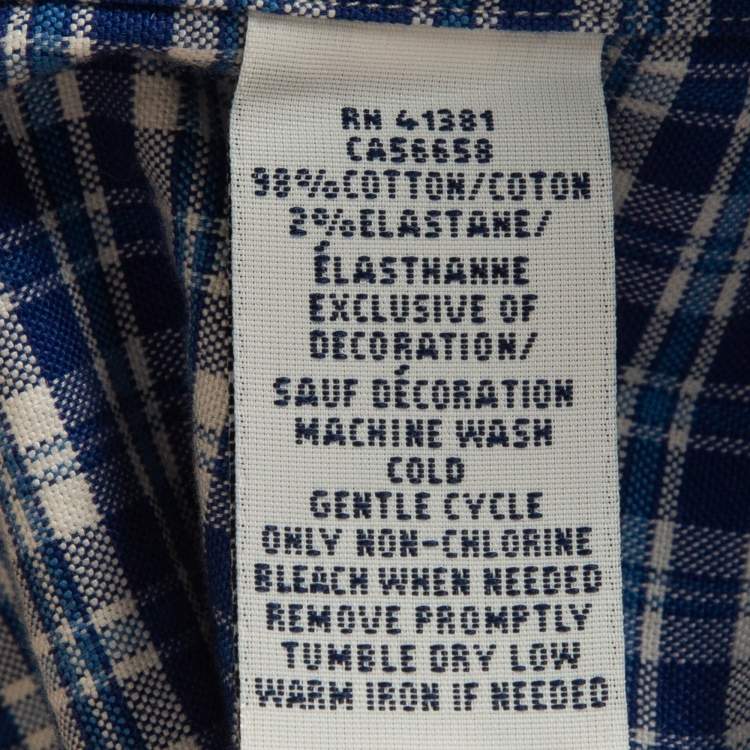 RN 41381
CA56658
98%COTTON/COTON
2%ELASTANE/
ÉLASTHANNE
EXCLUSIVE OF
DECORATION/
SAUF DÉCORATION
MACHINE WASH
COLD
GENTLE CYCLE
ONLY NON-CHLORINE
BLEACH WHEN NEEDED
REMOVE PROMPTLY
TUMBLE DRY LOW
WARM IRON IF NEEDED